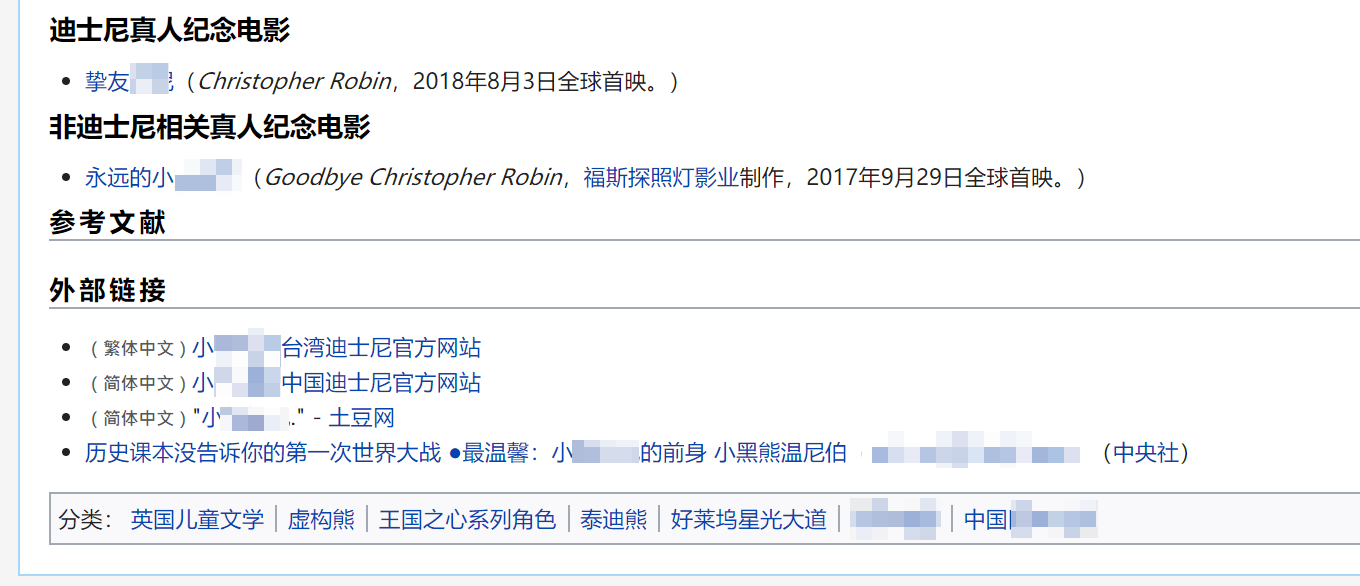 迪士尼真人纪念电影
挚友（Christopher Robin，2018年8月3日全球首映。）
非迪士尼相关真人纪念电影
永远的小（Goodbye Christopher Robin，福斯探照灯影业制作，2017年9月29日全球首映。）
参考文献
外部链接
（繁体中文）小台湾迪士尼官方网站
（简体中文）小中国迪士尼官方网站
（简体中文）"小." - 土豆网
历史课本没告诉你的第一次世界大战 ●最温馨：小的前身 小黑熊温尼伯（中央社）
分类： 英国儿童文学 | 虚构熊 | 王国之心系列角色 | 泰迪熊 | 好莱坞星光大道 | | 中国